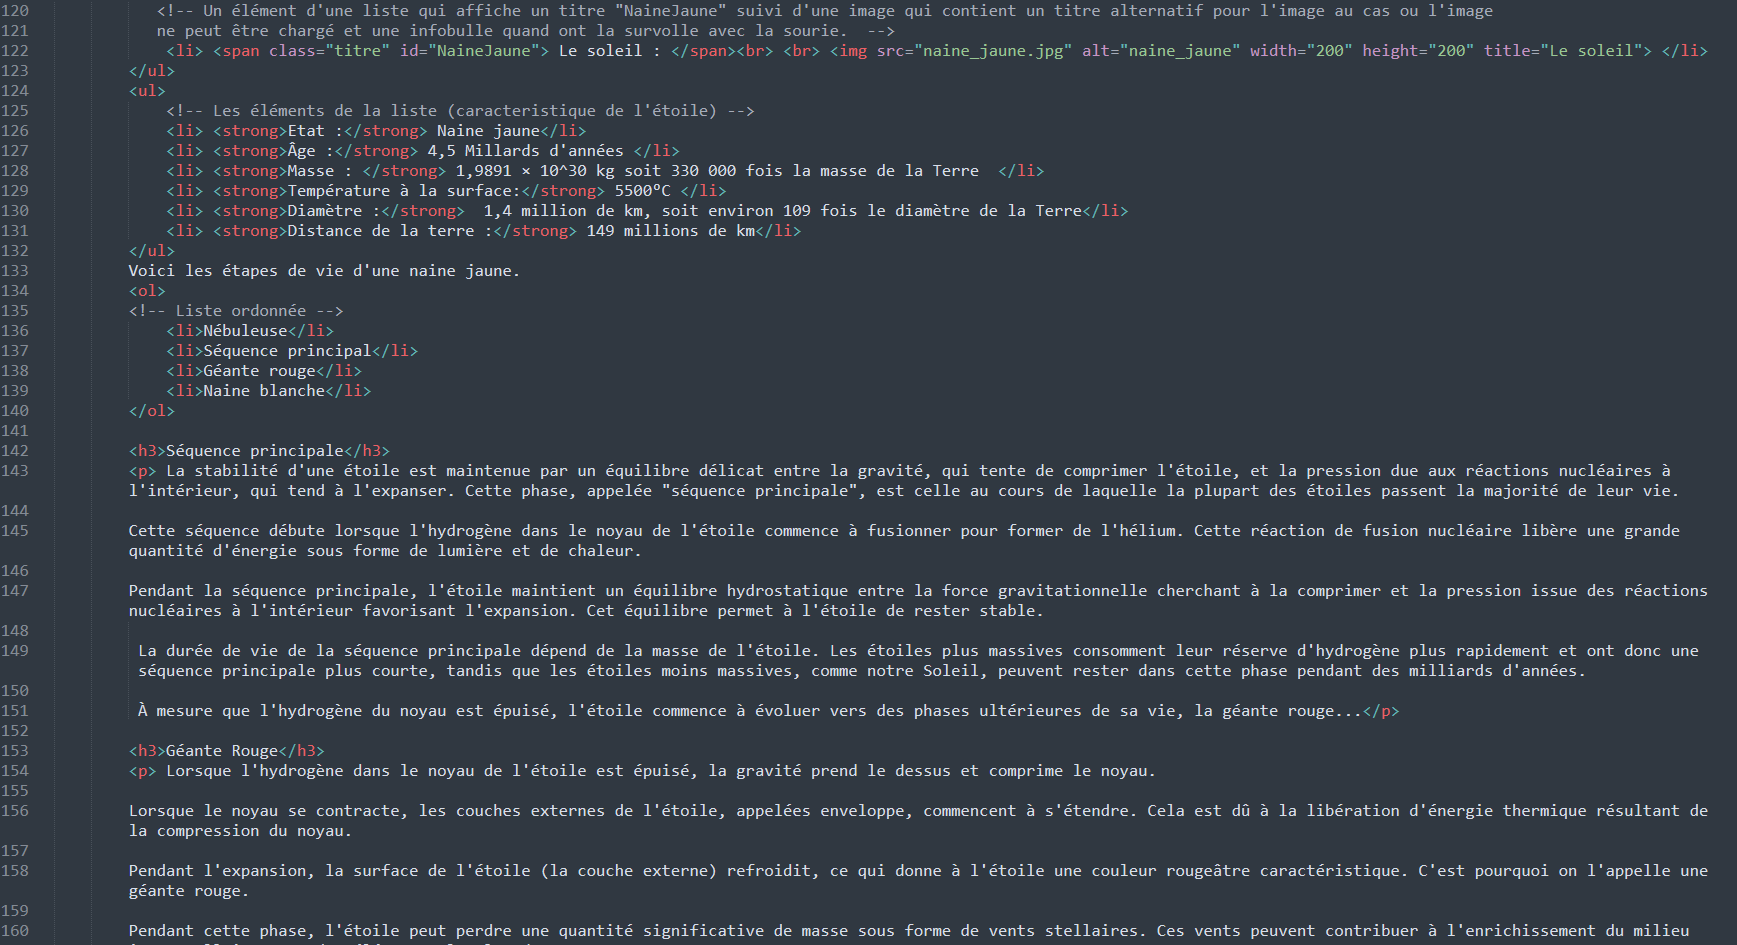 120 <!-- Un élément d'une liste qui affiche un titre "NaineJaune" suivi d'une image qui contient un titre alternatif pour l'image au cas ou l'image
121 ne peut être chargé et une infobulle quand ont la survolle avec la sourie.  -->
122 <li> <span class="titre" id="NaineJaune"> Le soleil : </span><br> <br> <img src="naine_jaune.jpg" alt="naine_jaune" width="200" height="200" title="Le soleil"> </li>
123 </ul>
124 <ul>
125 <!-- Les éléments de la liste (caracteristique de l'étoile) -->
126 <li> <strong>Etat :</strong> Naine jaune</li>
127 <li> <strong>Âge :</strong> 4,5 Millards d'années </li>
128 <li> <strong>Masse : </strong> 1,9891 × 10^30 kg soit 330 000 fois la masse de la Terre  </li>
129 <li> <strong>Température à la surface:</strong> 5500°C </li>
130 <li> <strong>Diamètre :</strong>  1,4 million de km, soit environ 109 fois le diamètre de la Terre</li>
131 <li> <strong>Distance de la terre :</strong> 149 millions de km</li>
132 </ul>
133 Voici les étapes de vie d'une naine jaune.
134 <ol>
135 <!-- Liste ordonnée -->
136 <li>Nébuleuse</li>
137 <li>Séquence principal</li>
138 <li>Géante rouge</li>
139 <li>Naine blanche</li>
140 </ol>
141
142 <h3>Séquence principale</h3>
143 <p> La stabilité d'une étoile est maintenue par un équilibre délicat entre la gravité, qui tente de comprimer l'étoile, et la pression due aux réactions nucléaires à
l'intérieur, qui tend à l'expanser. Cette phase, appelée "séquence principale", est celle au cours de laquelle la plupart des étoiles passent la majorité de leur vie.
144
145 Cette séquence débute lorsque l'hydrogène dans le noyau de l'étoile commence à fusionner pour former de l'hélium. Cette réaction de fusion nucléaire libère une grande
quantité d'énergie sous forme de lumière et de chaleur.
146
147 Pendant la séquence principale, l'étoile maintient un équilibre hydrostatique entre la force gravitationnelle cherchant à la comprimer et la pression issue des réactions
nucléaires à l'intérieur favorisant l'expansion. Cet équilibre permet à l'étoile de rester stable.
148
149 La durée de vie de la séquence principale dépend de la masse de l'étoile. Les étoiles plus massives consomment leur réserve d'hydrogène plus rapidement et ont donc une
séquence principale plus courte, tandis que les étoiles moins massives, comme notre Soleil, peuvent rester dans cette phase pendant des milliards d'années.
150
151 À mesure que l'hydrogène du noyau est épuisé, l'étoile commence à évoluer vers des phases ultérieures de sa vie, la géante rouge...</p>
152
153 <h3>Géante Rouge</h3>
154 <p> Lorsque l'hydrogène dans le noyau de l'étoile est épuisé, la gravité prend le dessus et comprime le noyau.
155
156 Lorsque le noyau se contracte, les couches externes de l'étoile, appelées enveloppe, commencent à s'étendre. Cela est dû à la libération d'énergie thermique résultant de
la compression du noyau.
157
158 Pendant l'expansion, la surface de l'étoile (la couche externe) refroidit, ce qui donne à l'étoile une couleur rougeâtre caractéristique. C'est pourquoi on l'appelle une
géante rouge.
159
160 Pendant cette phase, l'étoile peut perdre une quantité significative de masse sous forme de vents stellaires. Ces vents peuvent contribuer à l'enrichissement du milieu